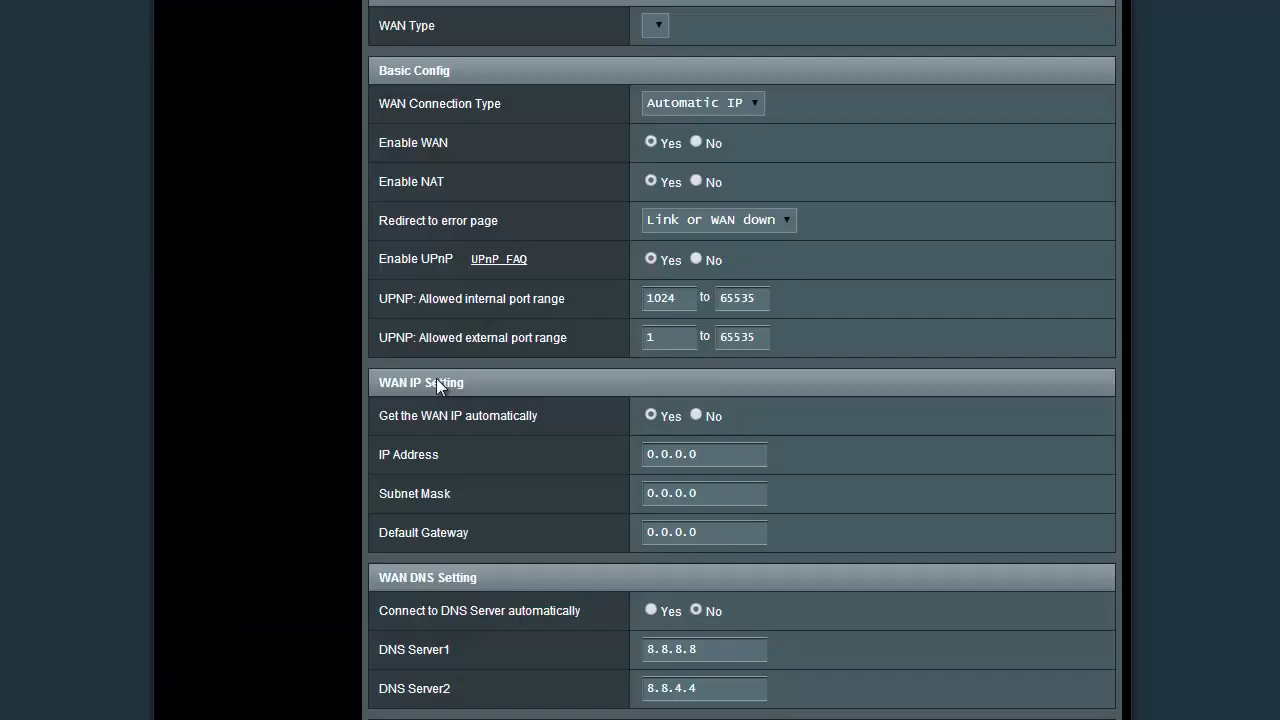 WAN Type
Basic Config
WAN Connection Type Automatic IP
Enable WAN Yes No
Enable NAT Yes No
Redirect to error page Link or WAN down
Enable UPnP UPnP FAQ Yes No
UPNP: Allowed internal port range 1024 to 65535
UPNP: Allowed external port range 1 to 65535
WAN IP Setting
Get the WAN IP automatically Yes No
IP Address 0.0.0.0
Subnet Mask 0.0.0.0
Default Gateway 0.0.0.0
WAN DNS Setting
Connect to DNS Server automatically Yes No
DNS Server1 8.8.8.8
DNS Server2 8.8.4.4